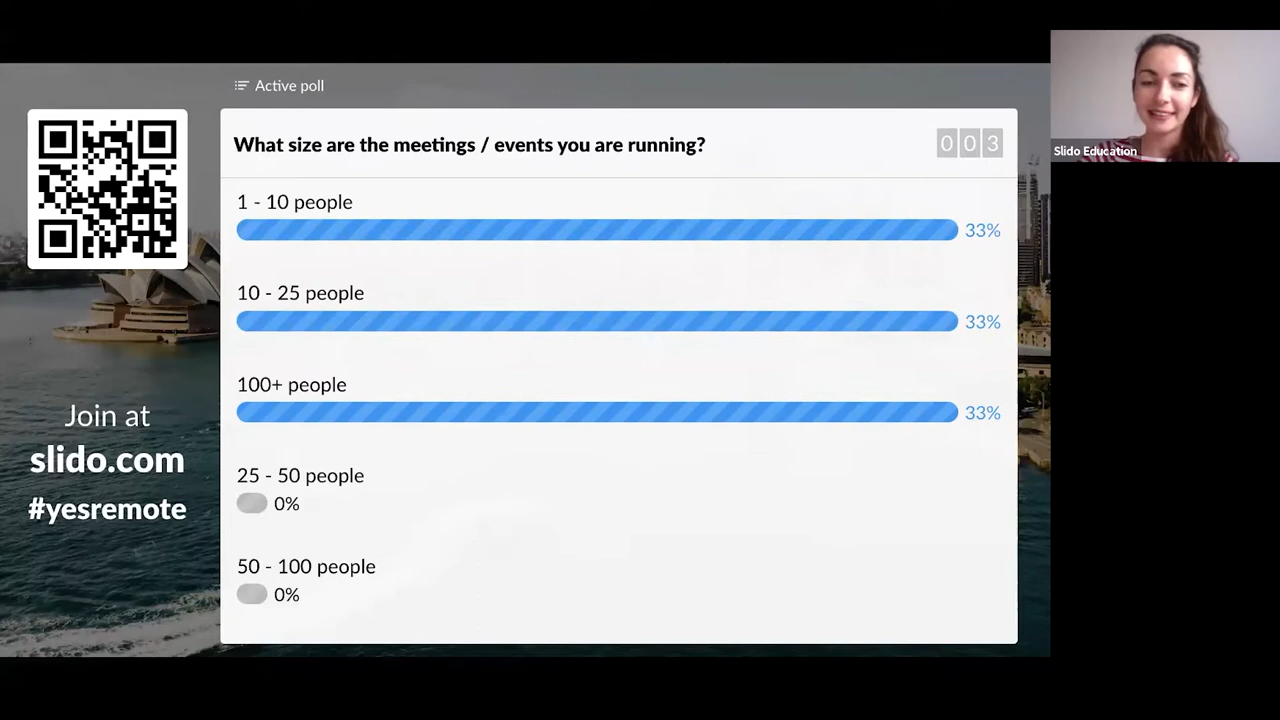 Active poll
What size are the meetings / events you are running?
003
1 - 10 people
33%
10 - 25 people
33%
100+ people
33%
25 - 50 people
0%
50 - 100 people
0%
Join at
slido.com
#yesremote
Slido Education